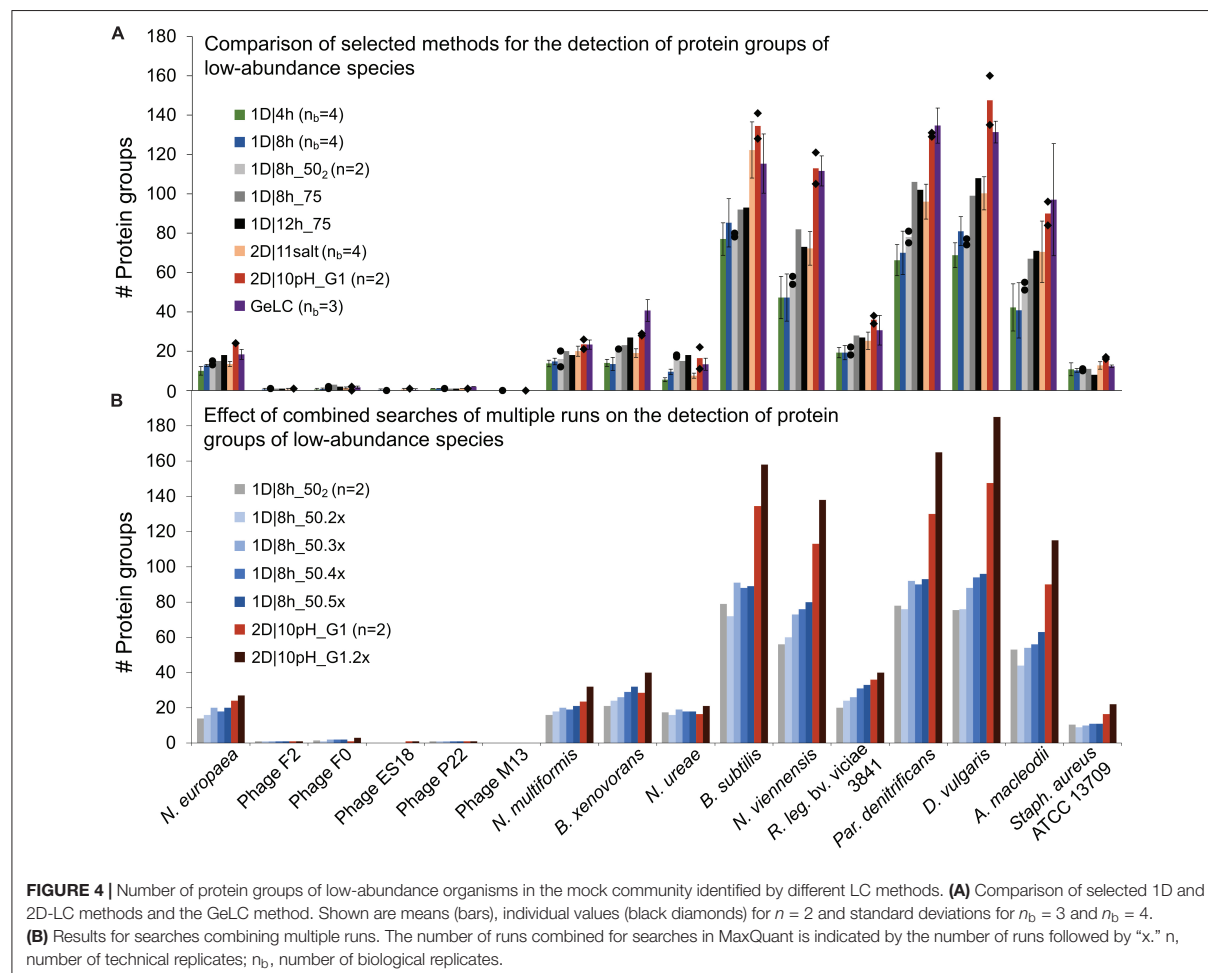 A
Comparison of selected methods for the detection of protein groups of
low-abundance species
# Protein groups
180
160
140
120
100
80
60
40
20
0
1D|4h (nb=4)
1D|8h (nb=4)
1D|8h_50₂ (n=2)
1D|8h_75
1D|12h_75
2D|11salt (nb=4)
2D|10pH_G1 (n=2)
GeLC (nb=3)
B
Effect of combined searches of multiple runs on the detection of protein
groups of low-abundance species
# Protein groups
180
160
140
120
100
80
60
40
20
0
1D|8h_50₂ (n=2)
1D|8h_50.2x
1D|8h_50.3x
1D|8h_50.4x
1D|8h_50.5x
2D|10pH_G1 (n=2)
2D|10pH_G1.2x
N. europaea
Phage F2
Phage F0
Phage ES18
Phage P22
Phage M13
N. multiformis
B. xenovorans
N. ureae
B. subtilis
N. viennensis
R. leg. bv. viciae
3841
Par. denitrificans
D. vulgaris
A. macleodii
Staph. aureus
ATCC 13709
FIGURE 4 | Number of protein groups of low-abundance organisms in the mock community identified by different LC methods. (A) Comparison of selected 1D and
2D-LC methods and the GeLC method. Shown are means (bars), individual values (black diamonds) for n = 2 and standard deviations for nb = 3 and nb = 4.
(B) Results for searches combining multiple runs. The number of runs combined for searches in MaxQuant is indicated by the number of runs followed by “x.” n,
number of technical replicates; nb, number of biological replicates.